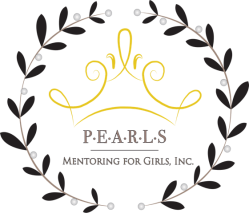 P·E·A·R·L·S
MENTORING FOR GIRLS, INC.